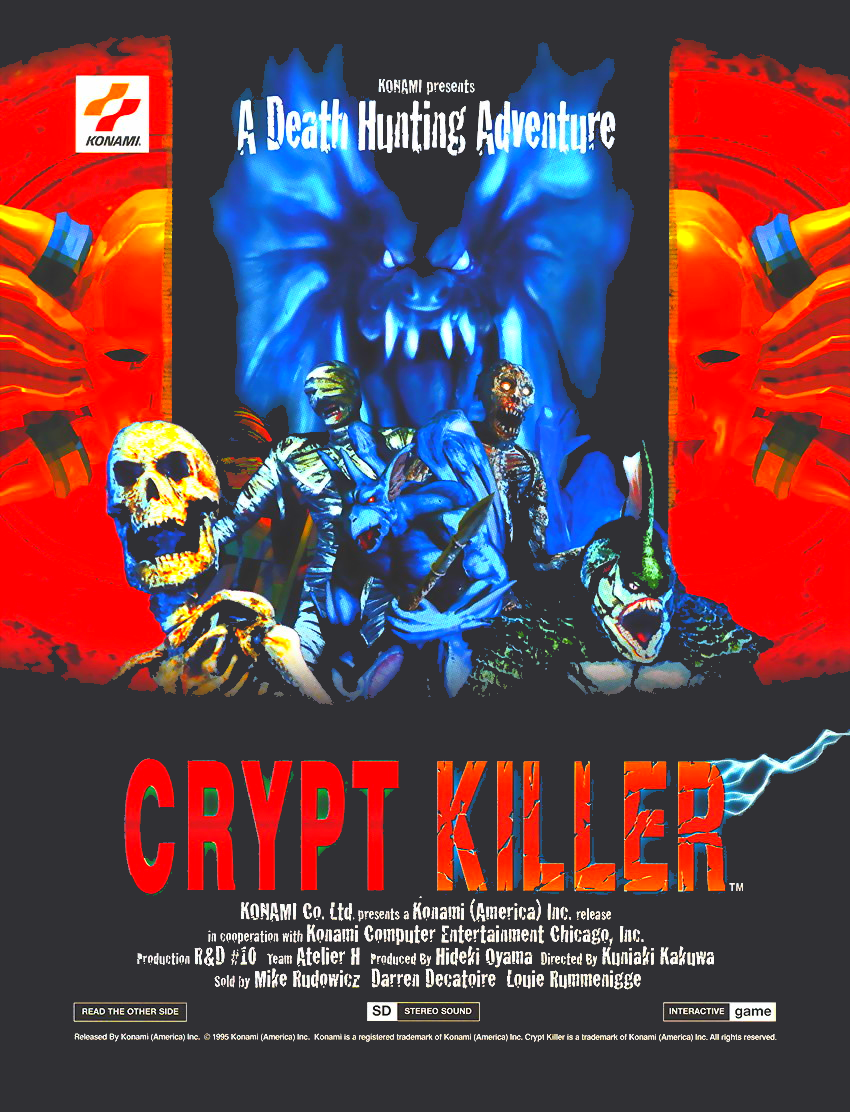 KONAMI presents
A Death Hunting Adventure
KONAMI.
CRYPT KILLER TM
KONAMI Co. Ltd. presents a Konami (America) Inc. release
in cooperation with Konami Computer Entertainment Chicago, Inc.
Production R&D #10 Team Atelier H Produced By Hideki Oyama Directed By Kuniaki Kakuwa
Sold by Mike Rudowicz Darren Decatoire Louie Rummenigge
READ THE OTHER SIDE SD STEREO SOUND INTERACTIVE game
Released By Konami (America) Inc. © 1995 Konami (America) Inc. Konami is a registered trademark of Konami (America) Inc. Crypt Killer is a trademark of Konami (America) Inc. All rights reserved.